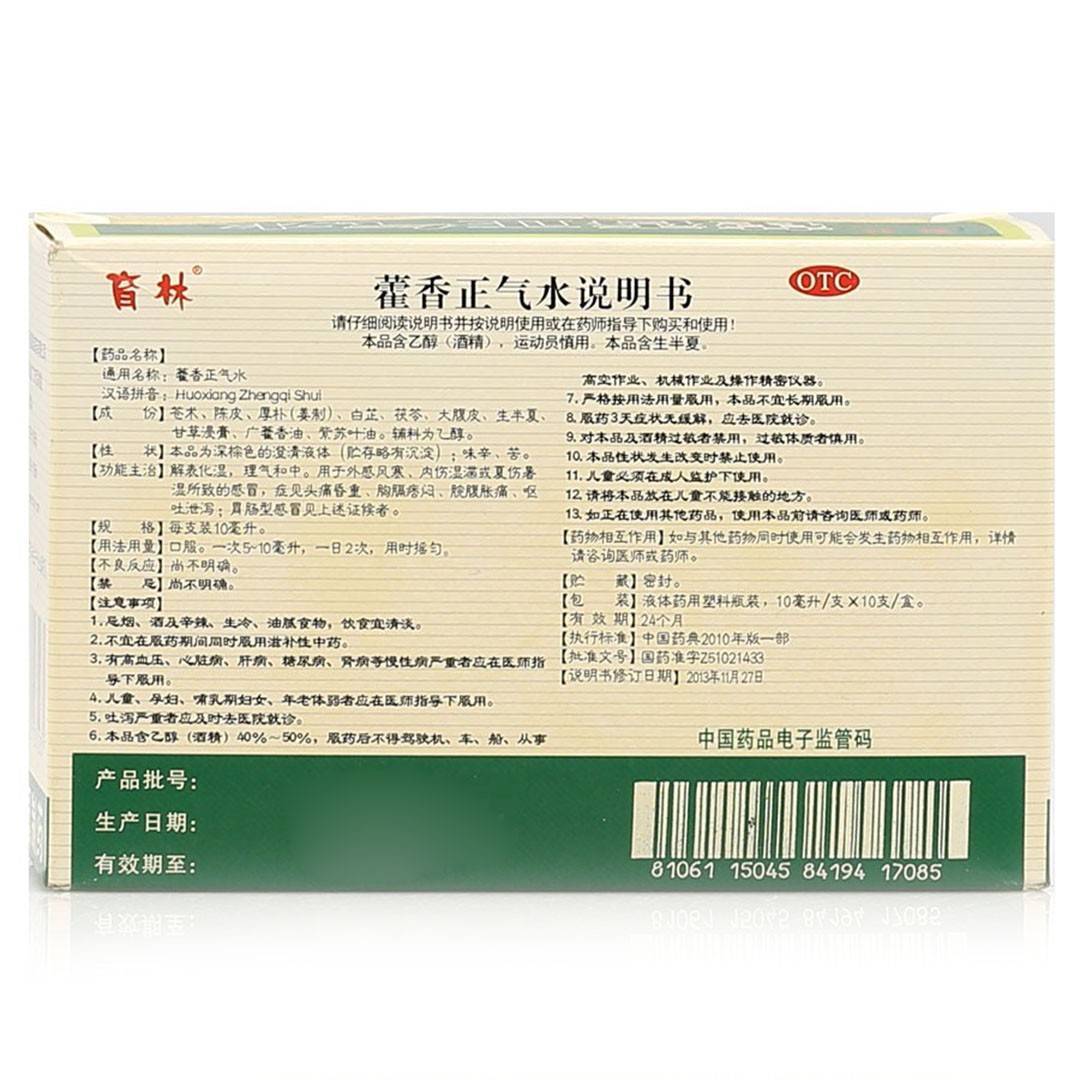 育林®
藿香正气水说明书
OTC
请仔细阅读说明书并按说明使用或在药师指导下购买和使用!
本品含乙醇(酒精),运动员慎用。本品含生半夏。
【药品名称】
通用名称:藿香正气水
汉语拼音:Huoxiang Zhengqi Shui
【成 份】苍术、陈皮、厚朴(姜制)、白芷、茯苓、大腹皮、生半夏、
甘草浸膏、广藿香油、紫苏叶油。辅料为乙醇。
【性 状】本品为深棕色的澄清液体(贮存略有沉淀);味辛、苦。
【功能主治】解表化湿,理气和中。用于外感风寒、内伤湿滞或夏伤暑
湿所致的感冒,症见头痛昏重、胸膈痞闷、脘腹胀痛、呕
吐泄泻;胃肠型感冒见上述证候者。
【规 格】每支装10毫升。
【用法用量】口服。一次5~10毫升,一日2次,用时摇匀。
【不良反应】尚不明确。
【禁 忌】尚不明确。
【注意事项】
1.忌烟、酒及辛辣、生冷、油腻食物,饮食宜清淡。
2.不宜在服药期间同时服用滋补性中药。
3.有高血压、心脏病、肝病、糖尿病、肾病等慢性病严重者应在医师指
导下服用。
4.儿童、孕妇、哺乳期妇女、年老体弱者应在医师指导下服用。
5.吐泻严重者应及时去医院就诊。
6.本品含乙醇(酒精)40%~50%,服药后不得驾驶机、车、船、从事
高空作业、机械作业及操作精密仪器。
7.严格按用法用量服用,本品不宜长期服用。
8.服药3天症状无缓解,应去医院就诊。
9.对本品及酒精过敏者禁用,过敏体质者慎用。
10.本品性状发生改变时禁止使用。
11.儿童必须在成人监护下使用。
12.请将本品放在儿童不能接触的地方。
13.如正在使用其他药品,使用本品前请咨询医师或药师。
【药物相互作用】如与其他药物同时使用可能会发生药物相互作用,详情
请咨询医师或药师。
【贮 藏】密封。
【包 装】液体药用塑料瓶装,10毫升/支×10支/盒。
【有 效 期】24个月
【执行标准】中国药典2010年版一部
【批准文号】国药准字Z51021433
【说明书修订日期】2013年11月27日
中国药品电子监管码
产品批号:
生产日期:
有效期至:
81061 15045 84194 17085